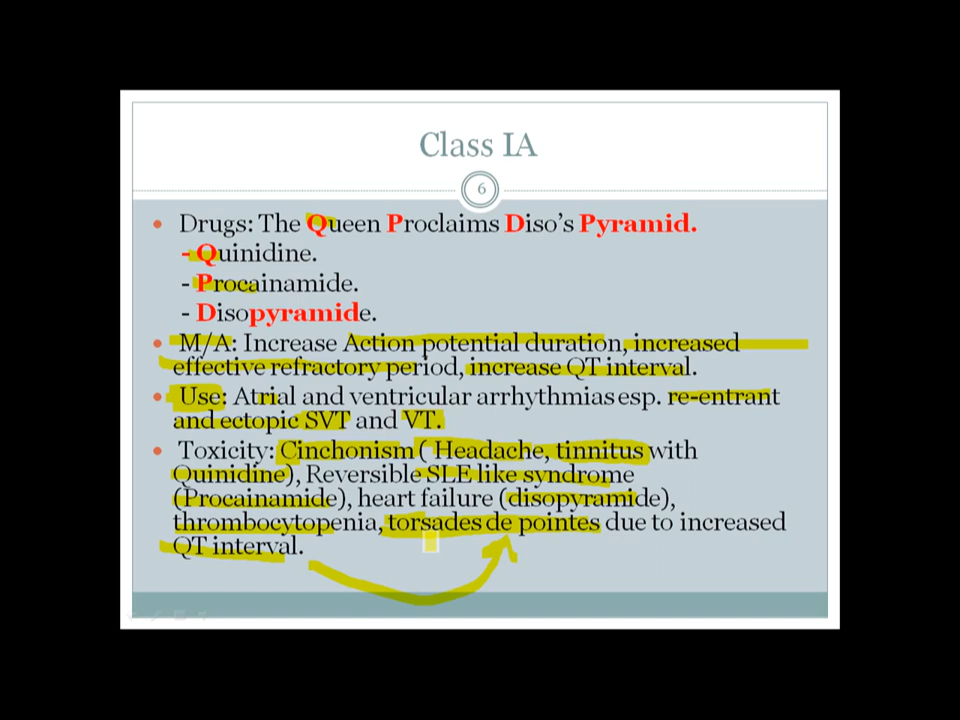 Class IA
6
• Drugs: The Queen Proclaims Diso's Pyramid.
- Quinidine.
- Procainamide.
- Disopyramide.
• M/A: Increase Action potential duration, increased
effective refractory period, increase QT interval.
• Use: Atrial and ventricular arrhythmias esp. re-entrant
and ectopic SVT and VT.
• Toxicity: Cinchonism ( Headache, tinnitus with
Quinidine), Reversible SLE like syndrome
(Procainamide), heart failure (disopyramide),
thrombocytopenia, torsades de pointes due to increased
QT interval.